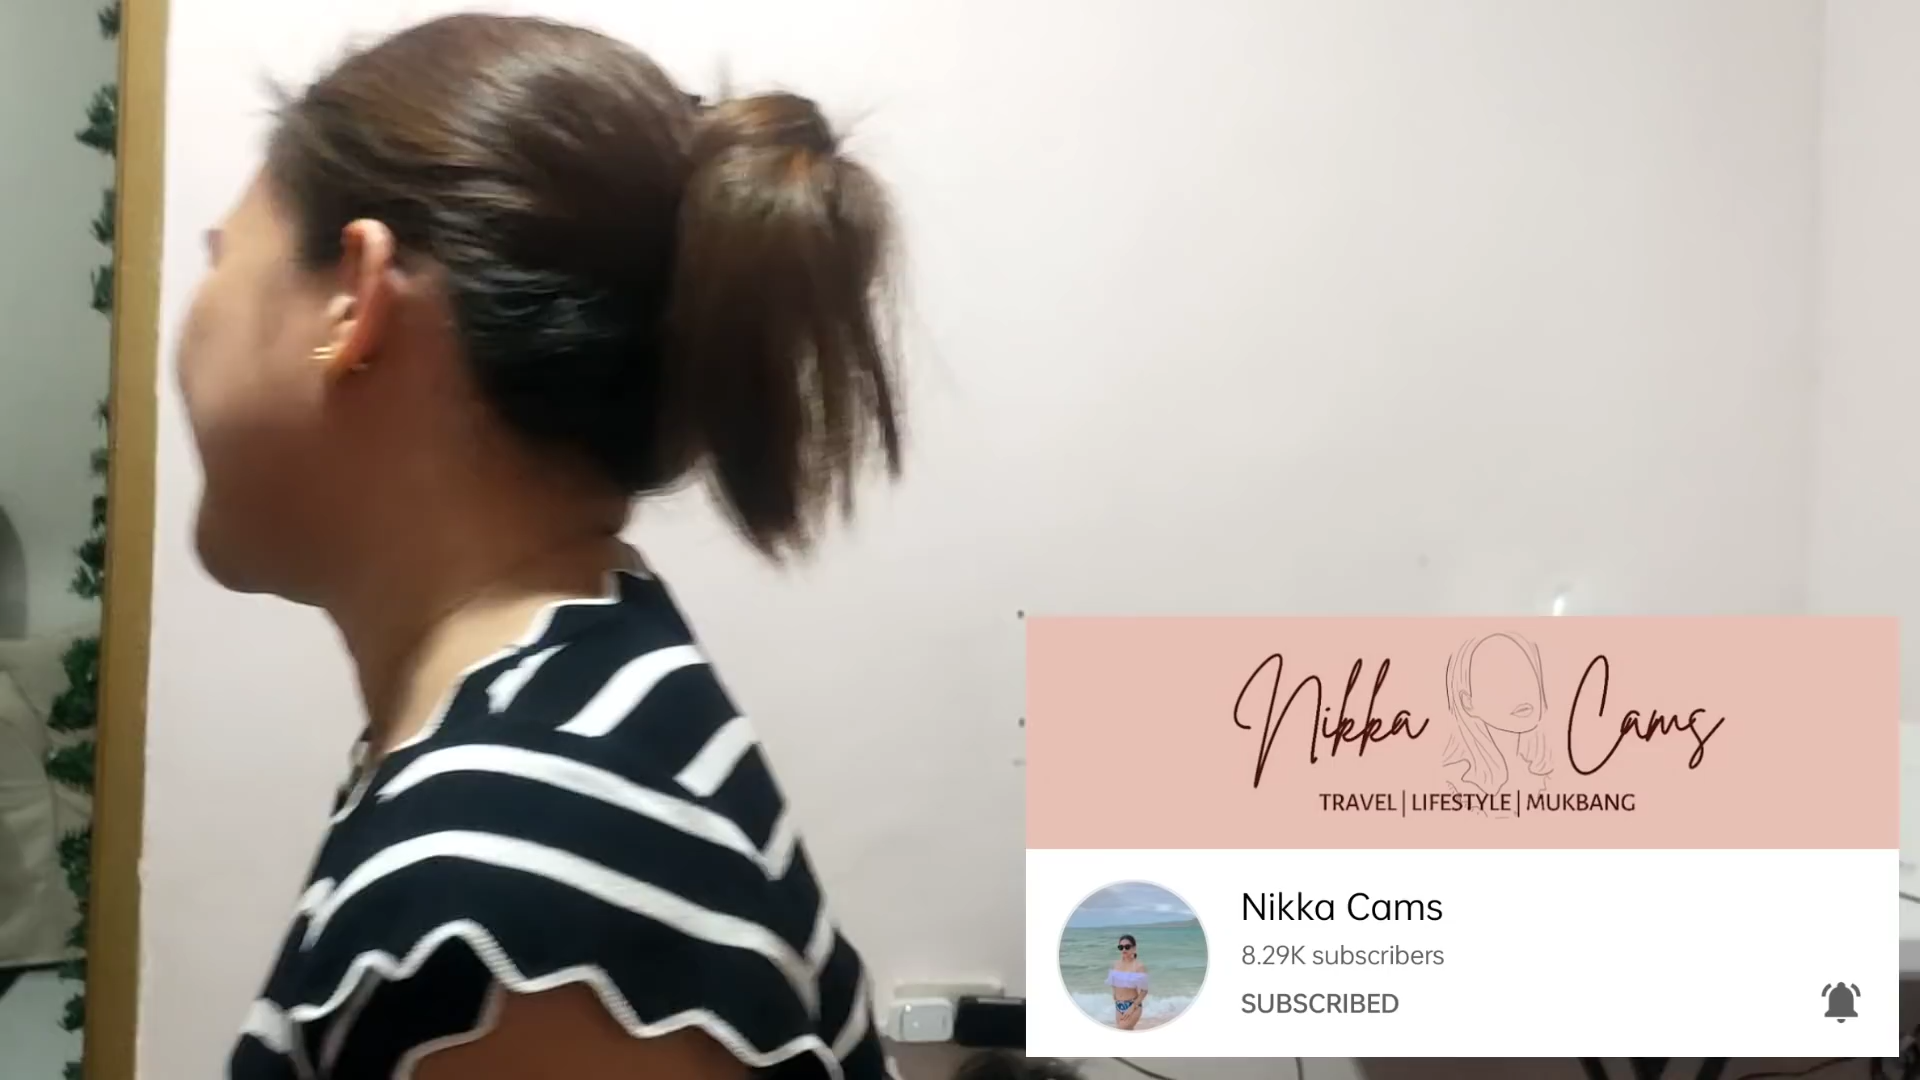 Nikka Cams
TRAVEL | LIFESTYLE | MUKBANG
Nikka Cams
8.29K subscribers
SUBSCRIBED